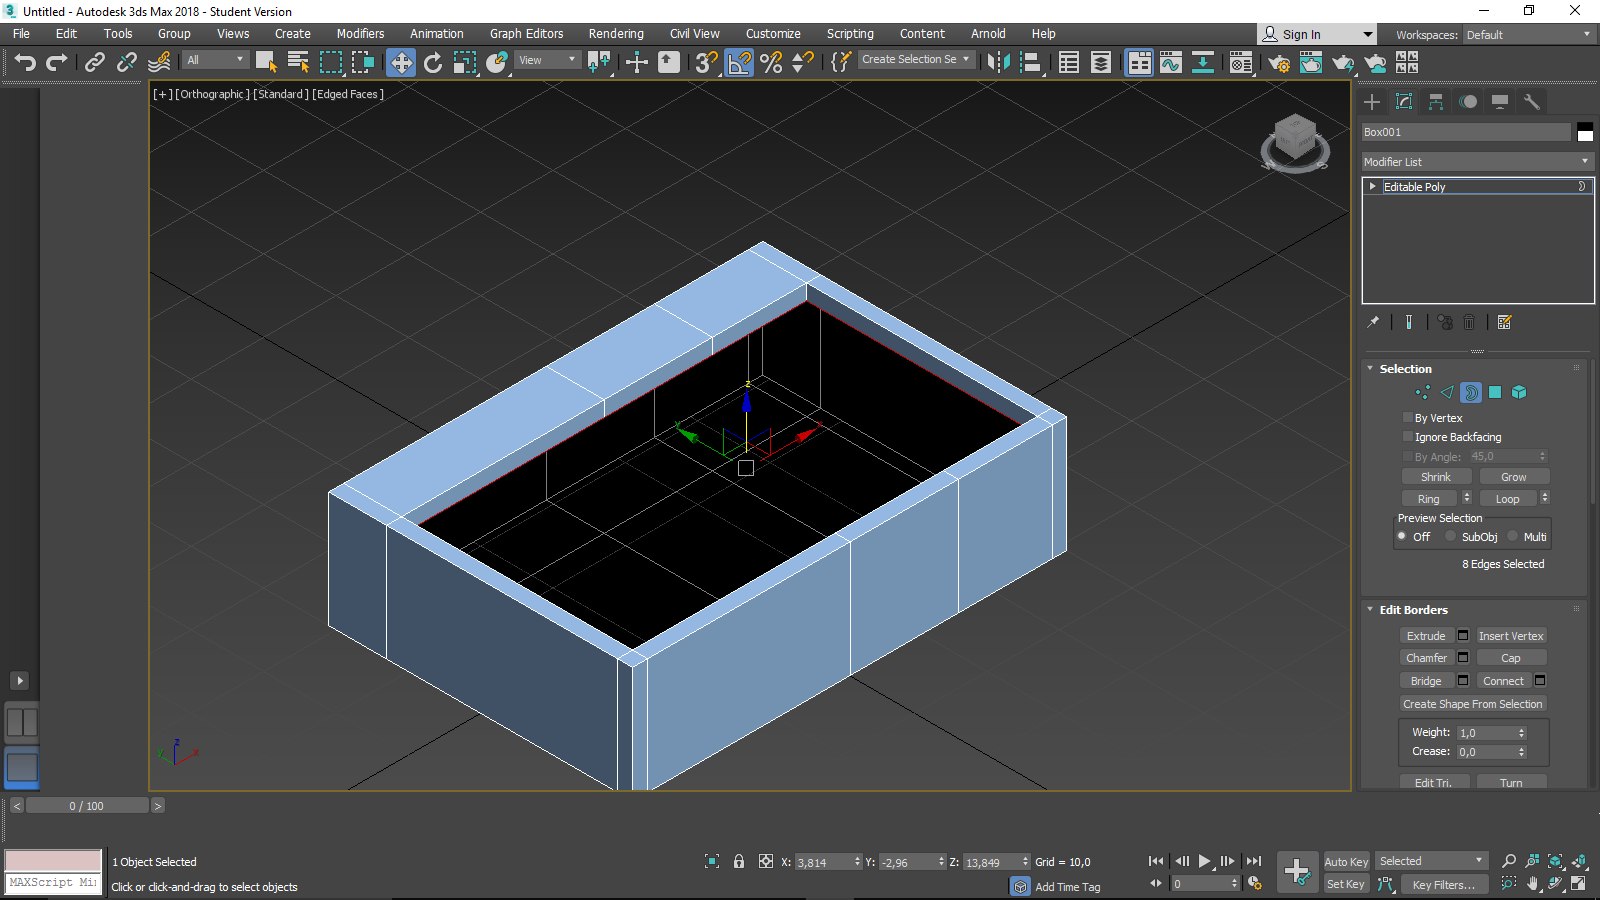 Untitled - Autodesk 3ds Max 2018 - Student Version
File Edit Tools Group Views Create Modifiers Animation Graph Editors Rendering Civil View Customize Scripting Content Arnold Help
Sign In
Workspaces: Default
All
View
Create Selection Se
[+] [Orthographic] [Standard] [Edged Faces]
Box001
Modifier List
Editable Poly
Selection
By Vertex
Ignore Backfacing
By Angle: 45,0
Shrink Grow
Ring Loop
Preview Selection
Off SubObj Multi
8 Edges Selected
Edit Borders
Extrude Insert Vertex
Chamfer Cap
Bridge Connect
Create Shape From Selection
Weight: 1,0
Crease: 0,0
Edit Tri. Turn
z
y
x
z
x
< 0 / 100 >
1 Object Selected
X: 3,814 Y: -2,96 Z: 13,849 Grid = 10,0
Auto Key Selected
MAXScript Mi
Click or click-and-drag to select objects
Add Time Tag
0
Set Key Key Filters...